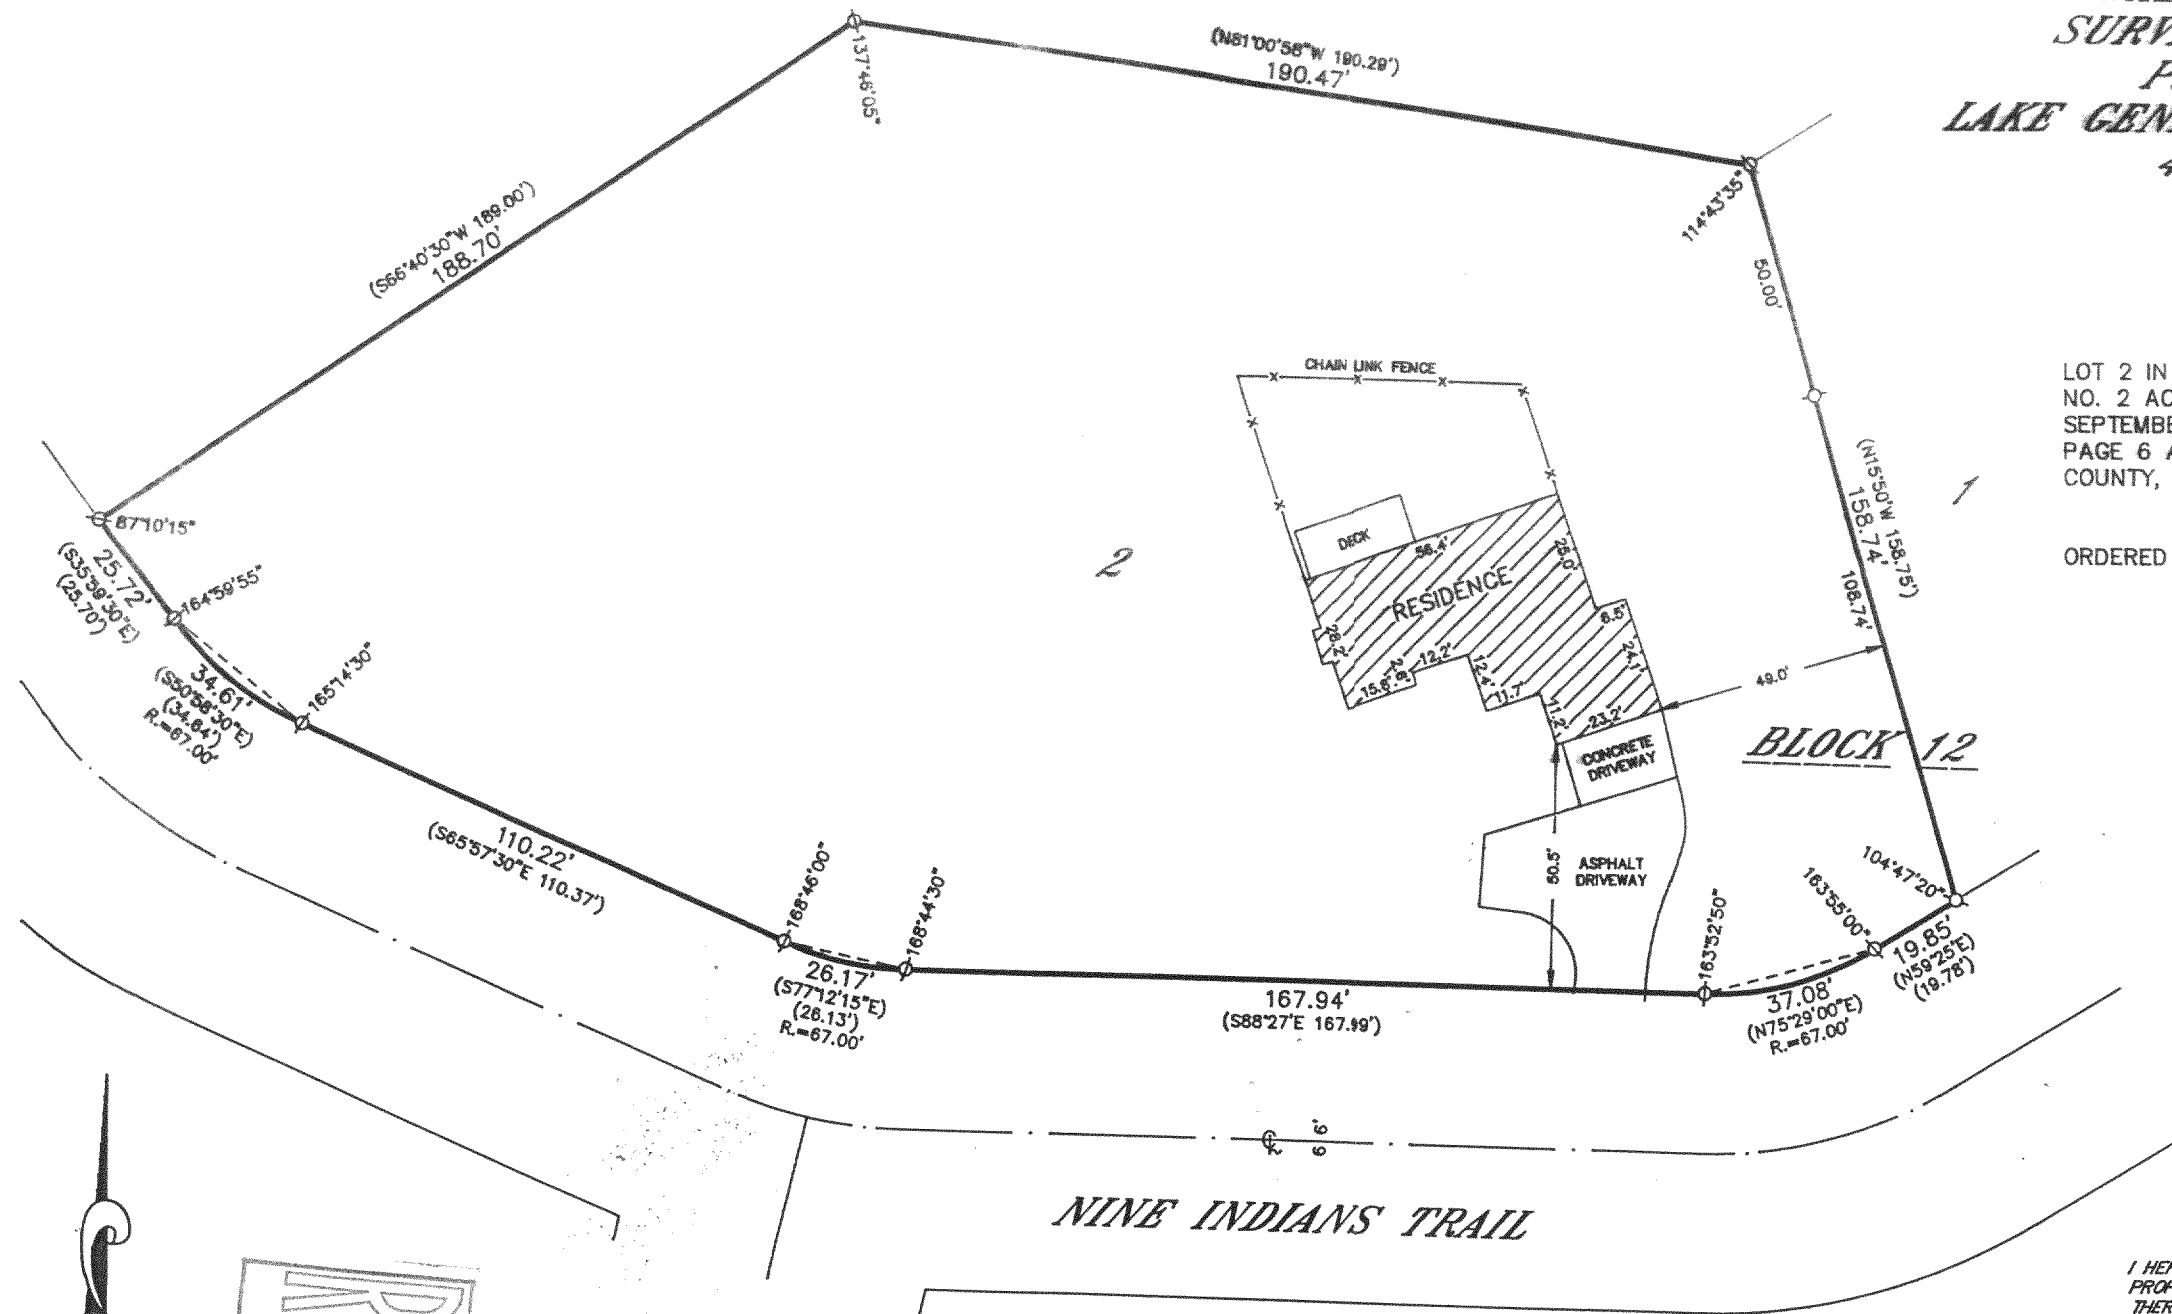 SURV
P
LAKE GEN
(N81°00'58"W 190.29')
190.47'
137°46'05"
114°43'35"
(S66°40'30"W 189.00')
188.70'
50.00'
CHAIN LINK FENCE
LOT 2 IN
NO. 2 AC
SEPTEMBE
PAGE 6 A
COUNTY,
1
(N15°50'W 158.75')
158.74'
108.74'
ORDERED
87°10'15"
25.72'
(S35°59'30"E)
(25.70')
164°59'55"
2
DECK
56.4'
25.0'
RESIDENCE
6.5'
28.2'
24.1'
12.2'
15.6'
12.4'
11.7'
11.2'
23.2'
49.0'
34.61'
(S50°58'30"E)
(34.64')
R.=67.00'
165°14'30"
BLOCK 12
CONCRETE
DRIVEWAY
110.22'
(S65°57'30"E 110.37')
168°46'00"
168°44'30"
50.5'
ASPHALT
DRIVEWAY
104°47'20"
163°55'00"
163°52'50"
19.85'
(N59°25'E)
(19.78')
26.17'
(S77°12'15"E)
(26.13')
R.=67.00'
167.94'
(S88°27'E 167.99')
37.08'
(N75°29'00"E)
R.=67.00'
66'
NINE INDIANS TRAIL
I HE
PROP
THER